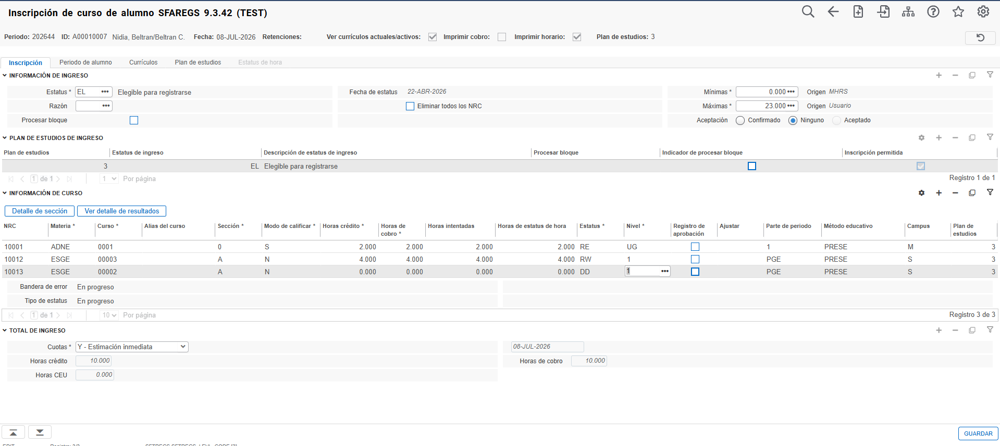 Inscripción de curso de alumno SFAREGS 9.3.42 (TEST)
Periodo: 202644 ID: A00010007 Nidia, Beltran/Beltran C. Fecha: 08-JUL-2026 Retenciones: Ver currículos actuales/activos: Imprimir cobro: Imprimir horario: Plan de estudios: 3
Inscripción Periodo de alumno Currículos Plan de estudios Estatus de hora
INFORMACIÓN DE INGRESO
Estatus * EL ••• Elegible para registrarse Fecha de estatus 22-ABR-2026 Mínimas * 0.000 ••• Origen MHRS
Razón ••• Eliminar todos los NRC Máximas * 23.000 ••• Origen Usuario
Procesar bloque Aceptación Confirmado Ninguno Aceptado
PLAN DE ESTUDIOS DE INGRESO
Plan de estudios Estatus de ingreso Descripción de estatus de ingreso Procesar bloque Indicador de procesar bloque Inscripción permitida
3 EL Elegible para registrarse
1 de 1 1 Por página Registro 1 de 1
INFORMACIÓN DE CURSO
Detalle de sección Ver detalle de resultados
NRC Materia * Curso * Alias del curso Sección * Modo de calificar * Horas crédito * Horas de cobro * Horas intentadas Horas de estatus de hora Estatus * Nivel * Registro de aprobación Ajustar Parte de periodo Método educativo Campus Plan de estudios
10001 ADNE 0001 0 S 2.000 2.000 2.000 2.000 RE UG 1 PRESE M 3
10012 ESGE 00003 A N 4.000 4.000 4.000 4.000 RW 1 PGE PRESE S 3
10013 ESGE 00002 A N 0.000 0.000 0.000 0.000 DD 1 ••• PGE PRESE S 3
Bandera de error En progreso
Tipo de estatus En progreso
1 de 1 10 Por página Registro 3 de 3
TOTAL DE INGRESO
Cuotas * Y - Estimación inmediata 08-JUL-2026
Horas crédito 10.000 Horas de cobro 10.000
Horas CEU 0.000
GUARDAR